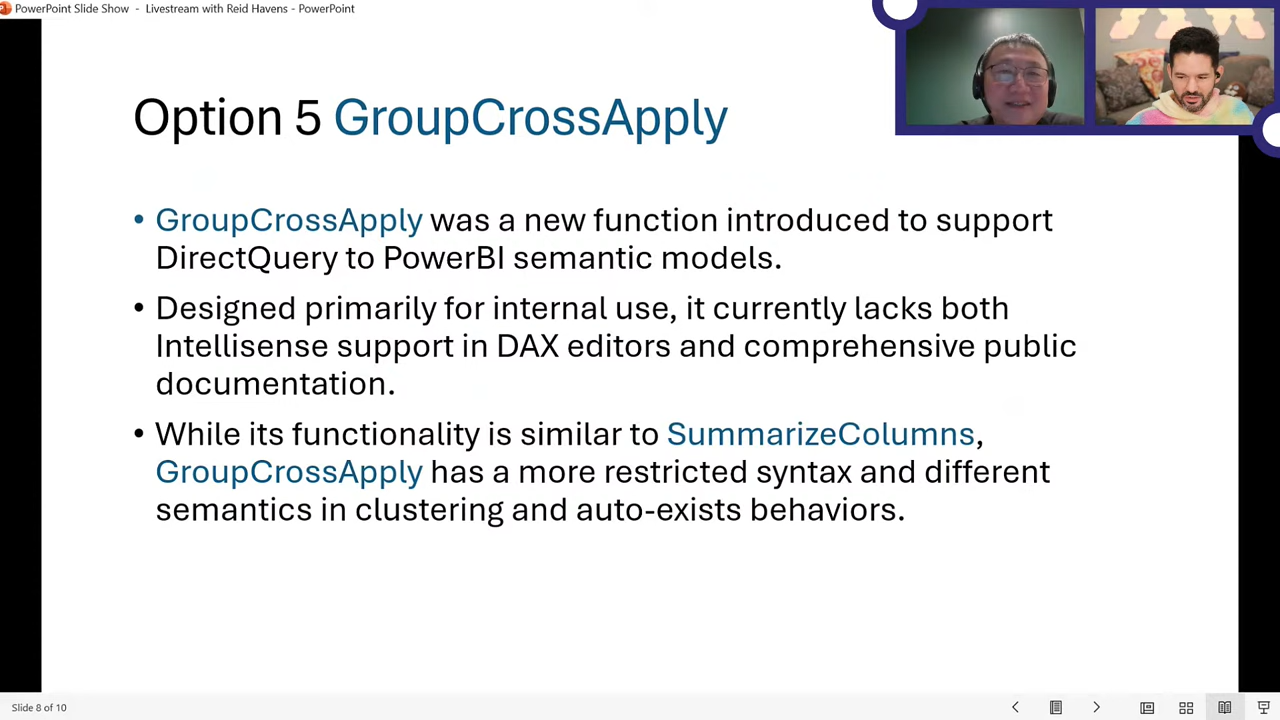 PowerPoint Slide Show - Livestream with Reid Havens - PowerPoint
Option 5 GroupCrossApply
• GroupCrossApply was a new function introduced to support
DirectQuery to PowerBI semantic models.
• Designed primarily for internal use, it currently lacks both
Intellisense support in DAX editors and comprehensive public
documentation.
• While its functionality is similar to SummarizeColumns,
GroupCrossApply has a more restricted syntax and different
semantics in clustering and auto-exists behaviors.
Slide 8 of 10